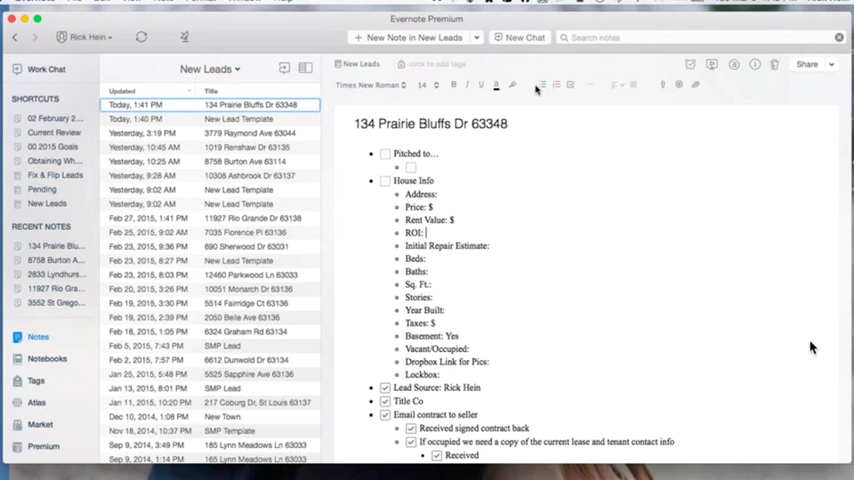 Evernote Premium
Rick Hein
+ New Note in New Leads
New Chat
Search notes
Work Chat
SHORTCUTS
02 February 2...
Current Review
00 2015 Goals
Obtaining Wh...
Fix & Flip Leads
Pending
New Leads
RECENT NOTES
134 Prairie Blu...
8758 Burton A...
2833 Lyndhurs...
11927 Rio Gra...
3552 St Grego...
Notes
Notebooks
Tags
Atlas
Market
Premium
New Leads
Updated Title
Today, 1:41 PM 134 Prairie Bluffs Dr 63348
Today, 1:40 PM New Lead Template
Yesterday, 3:19 PM 3779 Raymond Ave 63044
Yesterday, 10:45 AM 1019 Renshaw Dr 63135
Yesterday, 10:25 AM 8758 Burton Ave 63114
Yesterday, 9:28 AM 10308 Ashbrook Dr 63137
Yesterday, 9:02 AM New Lead Template
Yesterday, 9:02 AM New Lead Template
Feb 27, 2015, 1:41 PM 11927 Rio Grande Dr 63138
Feb 25, 2015, 9:02 AM 7035 Florence Pl 63136
Feb 23, 2015, 9:36 PM 690 Sherwood Dr 63031
Feb 23, 2015, 9:27 PM New Lead Template
Feb 23, 2015, 8:03 AM 12460 Parkwood Ln 63033
Feb 20, 2015, 3:26 PM 10051 Monarch Dr 63136
Feb 19, 2015, 3:30 PM 5514 Fairridge Ct 63136
Feb 19, 2015, 2:41 PM 2050 Belle Ave 63136
Feb 18, 2015, 1:05 PM 6324 Graham Rd 63134
Feb 5, 2015, 7:43 PM SMP Lead
Feb 2, 2015, 7:57 PM 6612 Dunwold Dr 63134
Jan 25, 2015, 5:48 PM 5525 Sapphire Ave 63136
Jan 13, 2015, 8:01 AM SMP Lead
Jan 11, 2015, 10:20 PM 217 Coburg Dr, St Louis 63137
Dec 10, 2014, 1:08 PM New Town
Nov 18, 2014, 10:37 PM SMP Template
Sep 9, 2014, 3:49 PM 185 Lynn Meadows Ln 63033
Sep 9, 2014, 3:46 PM 165 Lynn Meadows Ln 63033
New Leads
click to add tags
Share
Times New Roman 14 B I U a
134 Prairie Bluffs Dr 63348
Pitched to…
House Info
Address:
Price: $
Rent Value: $
ROI:
Initial Repair Estimate:
Beds:
Baths:
Sq. Ft.:
Stories:
Year Built:
Taxes: $
Basement: Yes
Vacant/Occupied:
Dropbox Link for Pics:
Lockbox:
Lead Source: Rick Hein
Title Co
Email contract to seller
Received signed contract back
If occupied we need a copy of the current lease and tenant contact info
Received